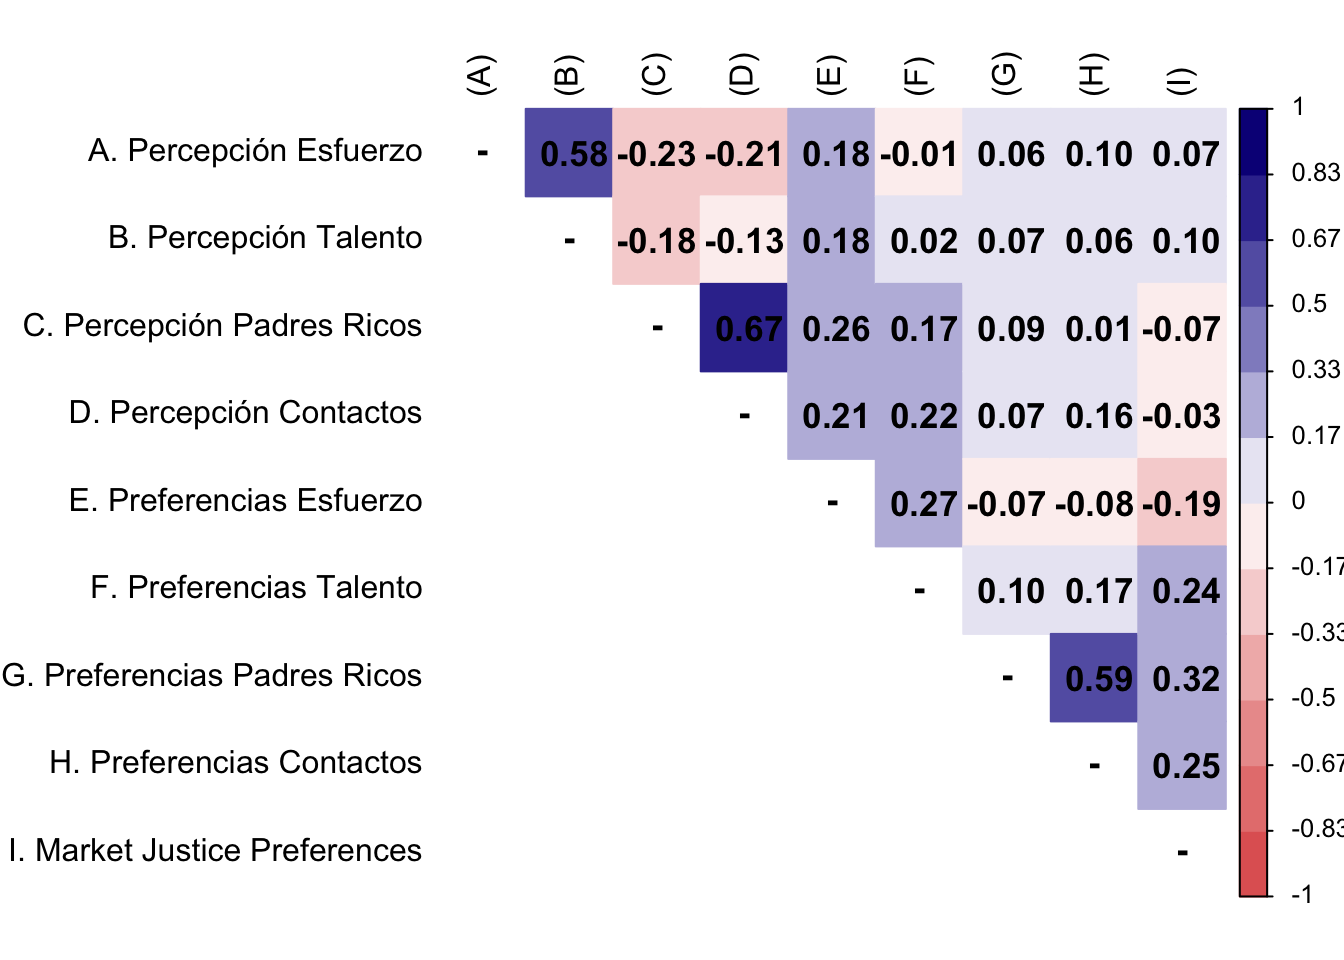 (A) (B) (C) (D) (E) (F) (G) (H) (I)
A. Percepción Esfuerzo - 0.58 -0.23 -0.21 0.18 -0.01 0.06 0.10 0.07
B. Percepción Talento - -0.18 -0.13 0.18 0.02 0.07 0.06 0.10
C. Percepción Padres Ricos - 0.67 0.26 0.17 0.09 0.01 -0.07
D. Percepción Contactos - 0.21 0.22 0.07 0.16 -0.03
E. Preferencias Esfuerzo - 0.27 -0.07 -0.08 -0.19
F. Preferencias Talento - 0.10 0.17 0.24
G. Preferencias Padres Ricos - 0.59 0.32
H. Preferencias Contactos - 0.25
I. Market Justice Preferences -
1
0.83
0.67
0.5
0.33
0.17
0
-0.17
-0.33
-0.5
-0.67
-0.83
-1